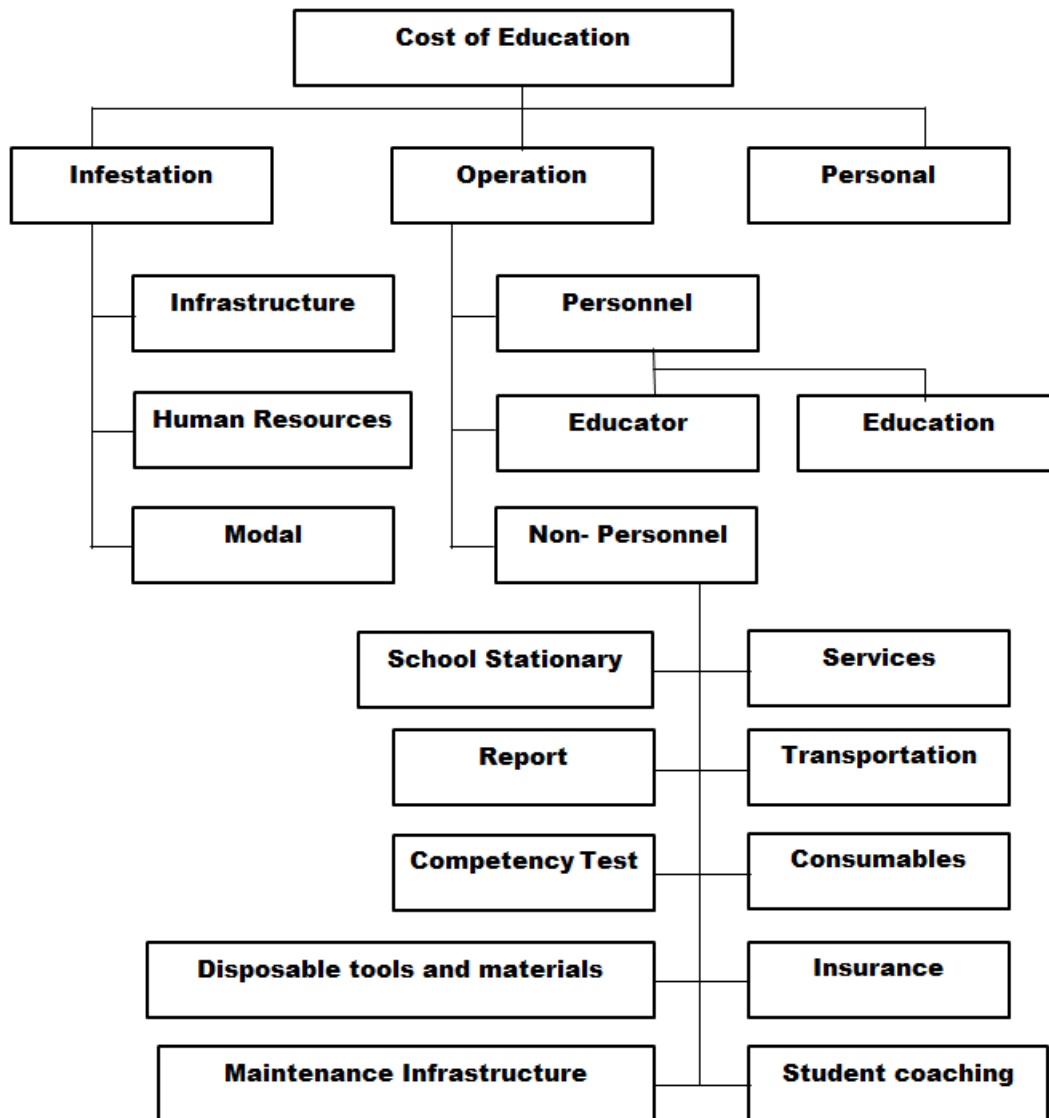 Cost of Education
Infestation
Operation
Personal
Infrastructure
Personnel
Human Resources
Educator
Education
Modal
Non- Personnel
School Stationary
Services
Report
Transportation
Competency Test
Consumables
Disposable tools and materials
Insurance
Maintenance Infrastructure
Student coaching